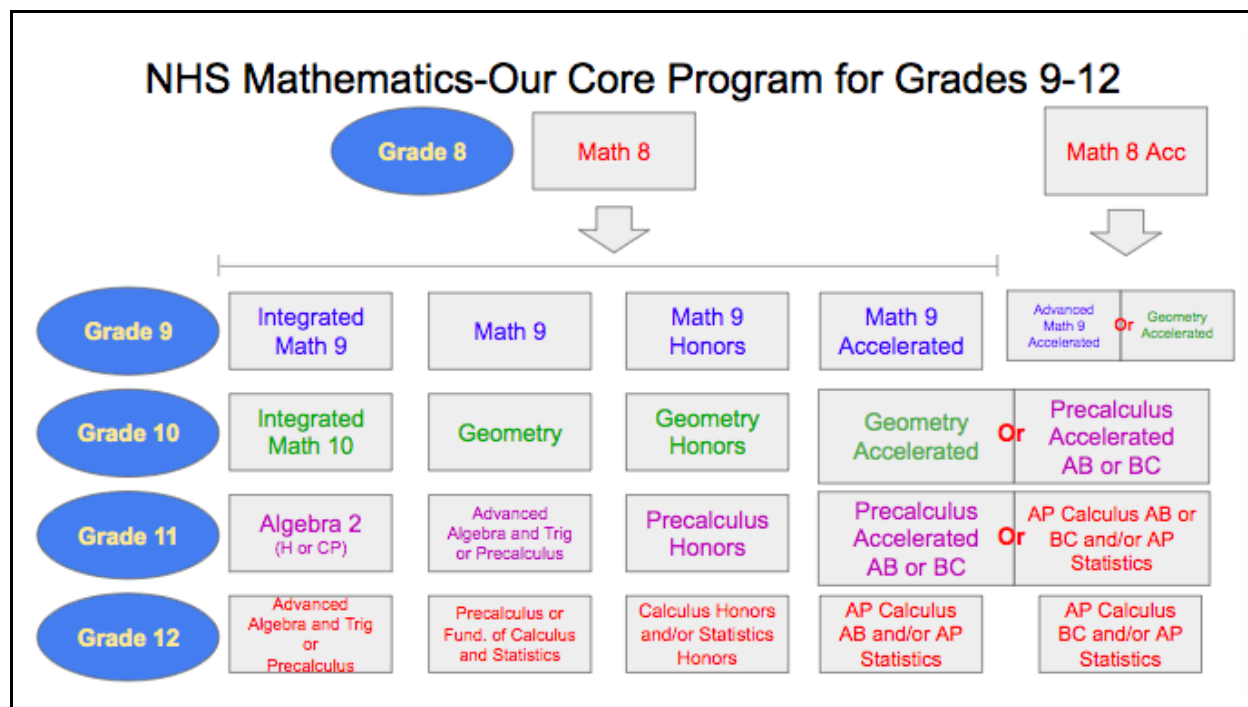 NHS Mathematics-Our Core Program for Grades 9-12
Grade 8
Math 8
Math 8 Acc
Grade 9
Integrated
Math 9
Math 9
Math 9
Honors
Math 9
Accelerated
Advanced
Math 9
Accelerated
Or
Geometry
Accelerated
Grade 10
Integrated
Math 10
Geometry
Geometry
Honors
Geometry
Accelerated
Or
Precalculus
Accelerated
AB or BC
Grade 11
Algebra 2
(H or CP)
Advanced
Algebra and Trig
or Precalculus
Precalculus
Honors
Precalculus
Accelerated
AB or BC
Or
AP Calculus AB or
BC and/or AP
Statistics
Grade 12
Advanced
Algebra and Trig
or
Precalculus
Precalculus or
Fund. of Calculus
and Statistics
Calculus Honors
and/or Statistics
Honors
AP Calculus
AB and/or AP
Statistics
AP Calculus
BC and/or AP
Statistics